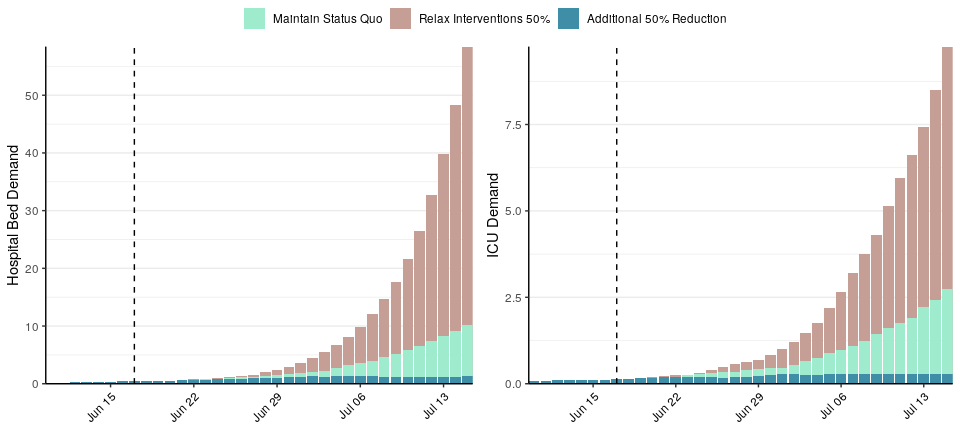 Maintain Status Quo Relax Interventions 50% Additional 50% Reduction
Hospital Bed Demand
50
40
30
20
10
0
Jun 15 Jun 22 Jun 29 Jul 06 Jul 13
ICU Demand
7.5
5.0
2.5
0.0
Jun 15 Jun 22 Jun 29 Jul 06 Jul 13